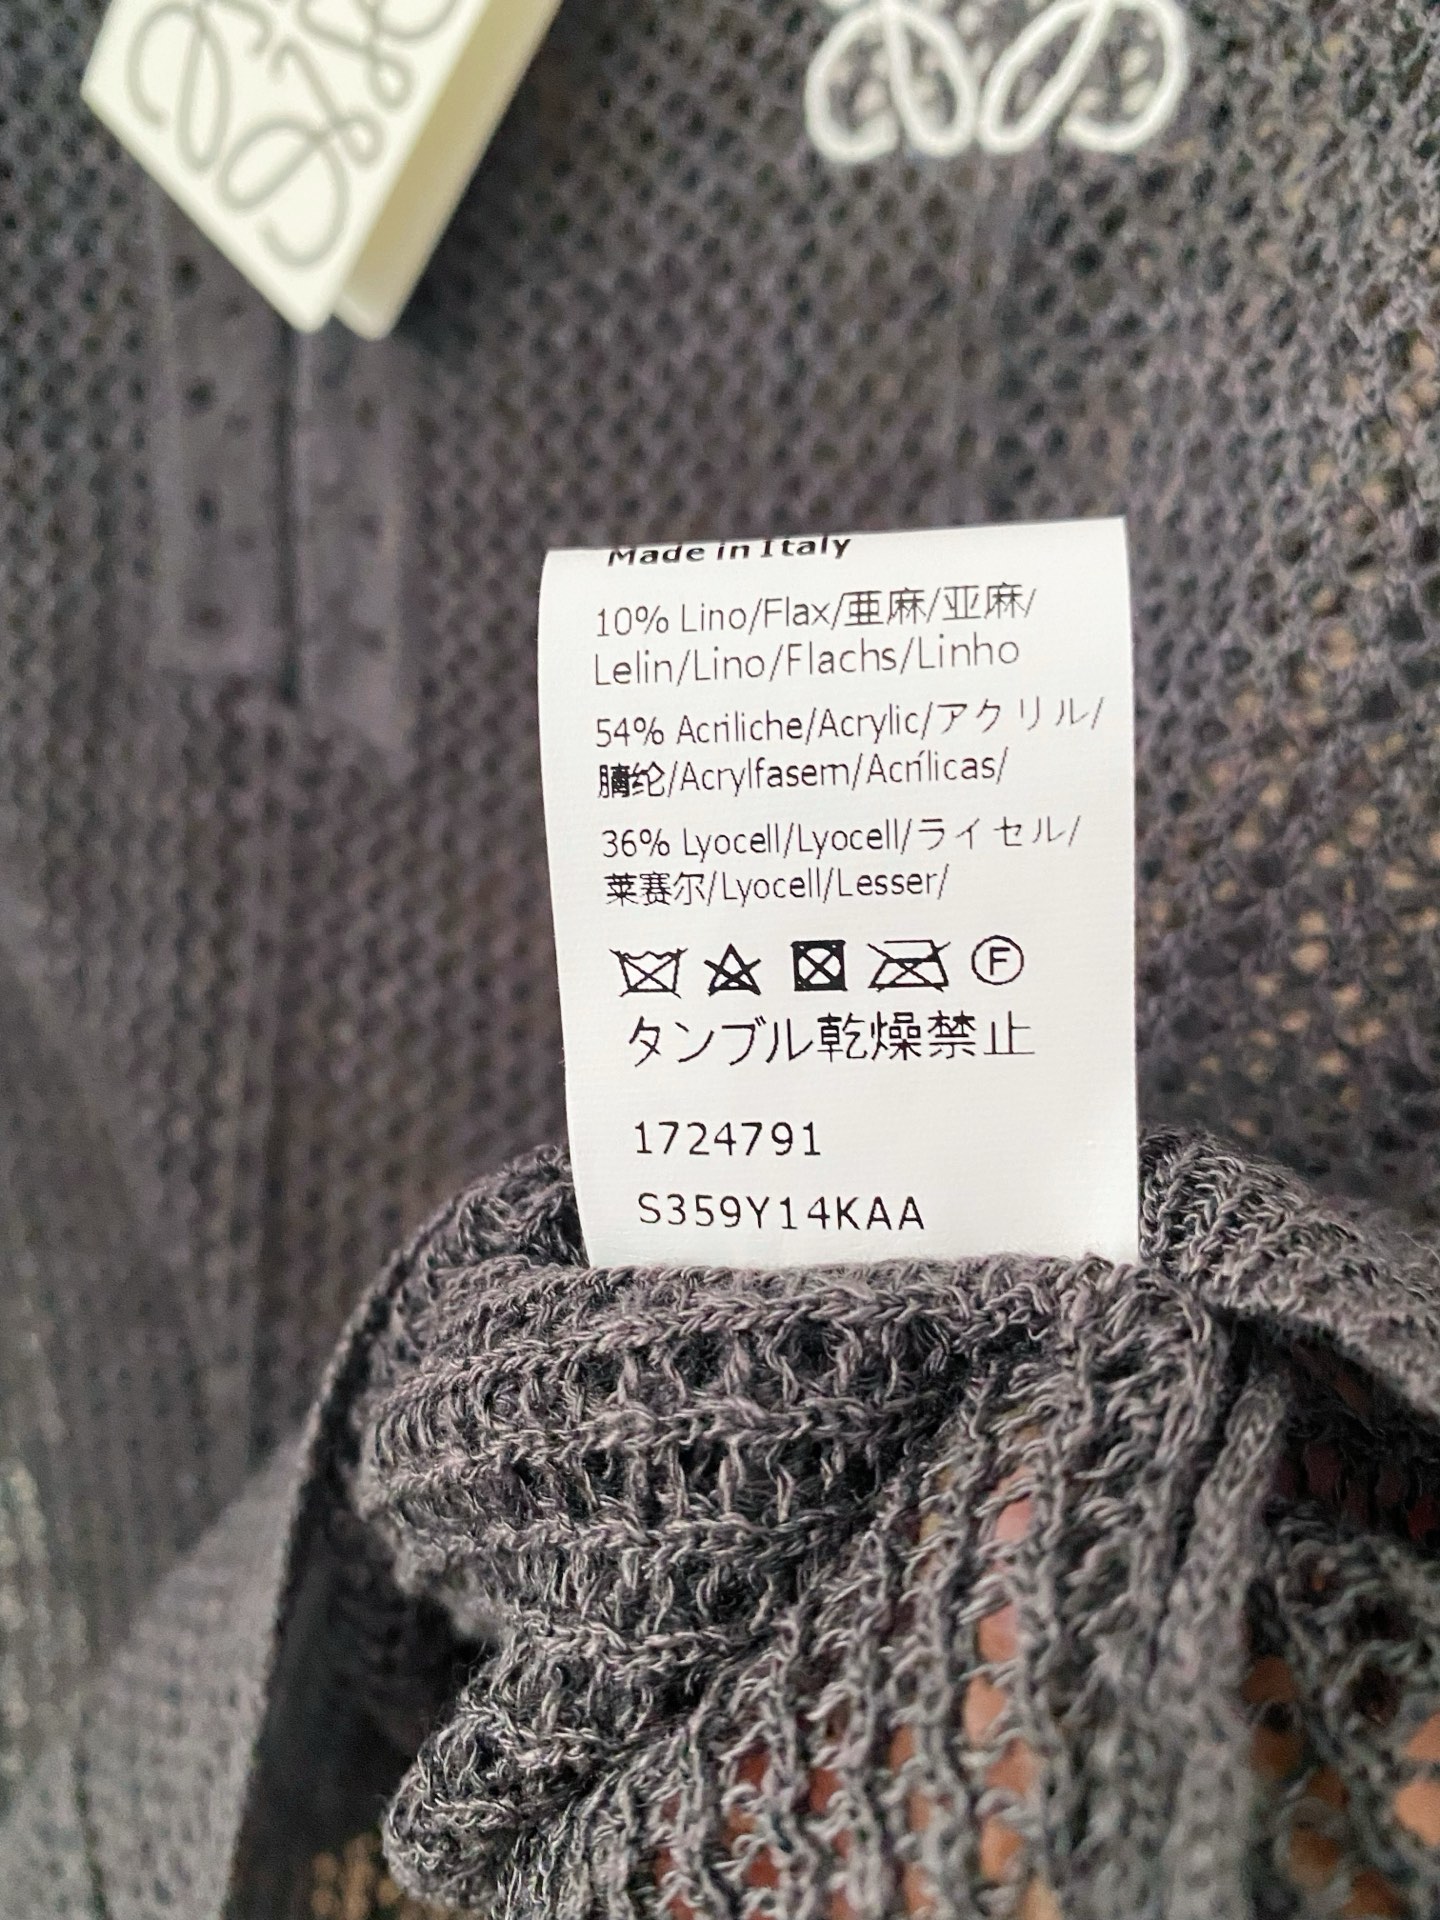 Made in Italy
10% Lino/Flax/亜麻/亚麻/
Lelin/Lino/Flachs/Linho
54% Acriliche/Acrylic/アクリル/
腈纶/Acrylfasern/Acrílicas/
36% Lyocell/Lyocell/ライセル/
莱赛尔/Lyocell/Lesser/
F
タンブル乾燥禁止
1724791
S359Y14KAA